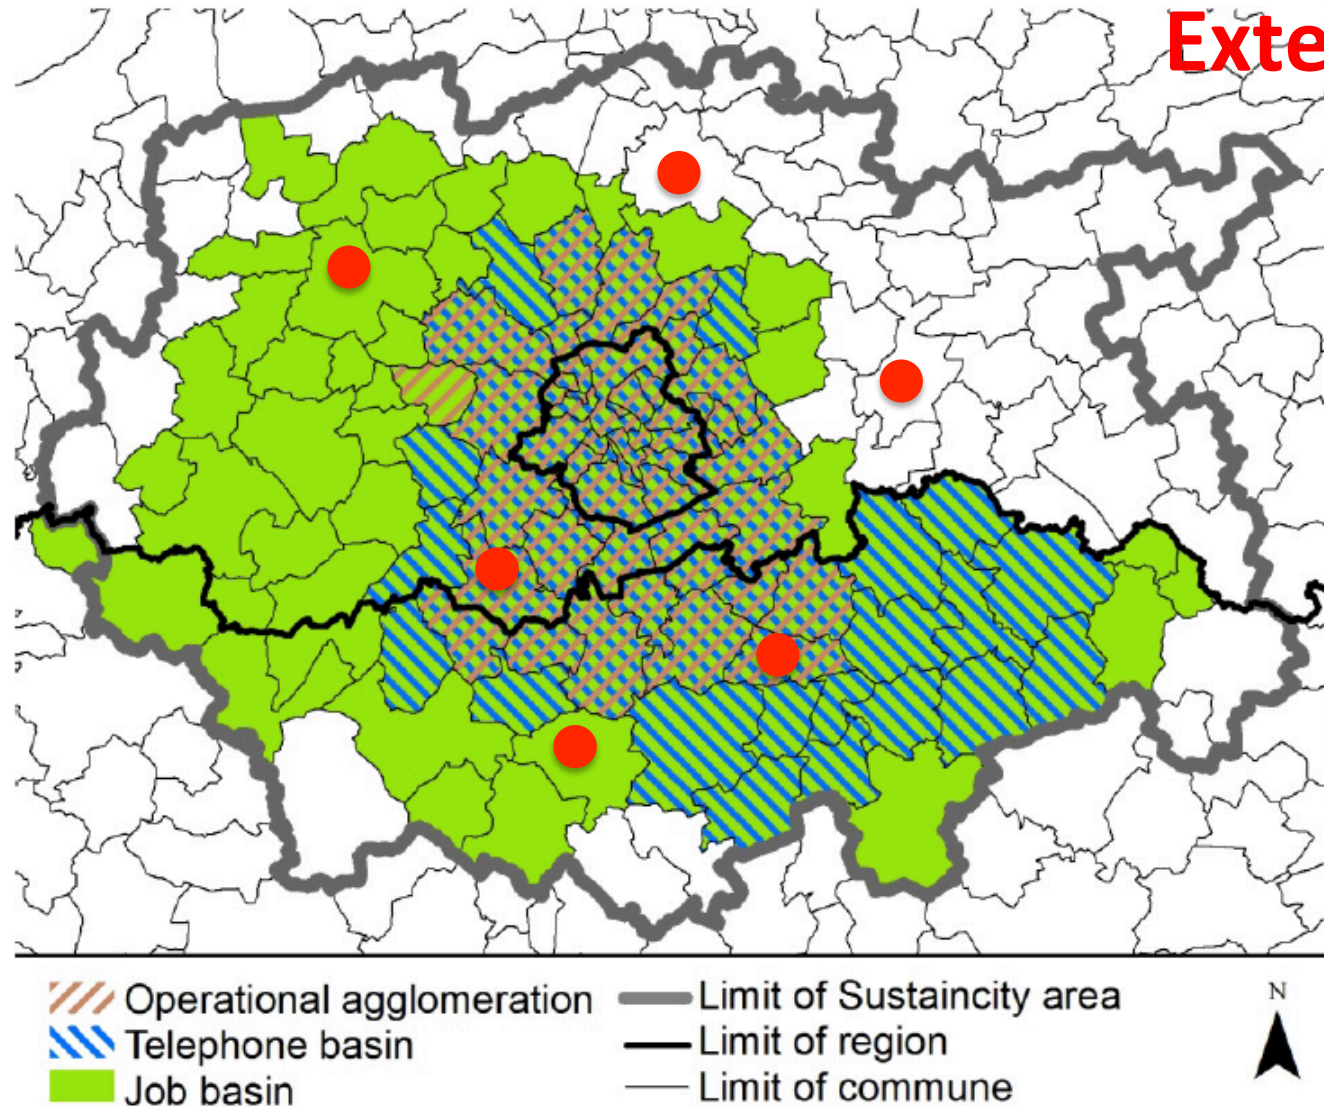 Exte
Operational agglomeration
Telephone basin
Job basin
Limit of Sustaincity area
Limit of region
Limit of commune
N